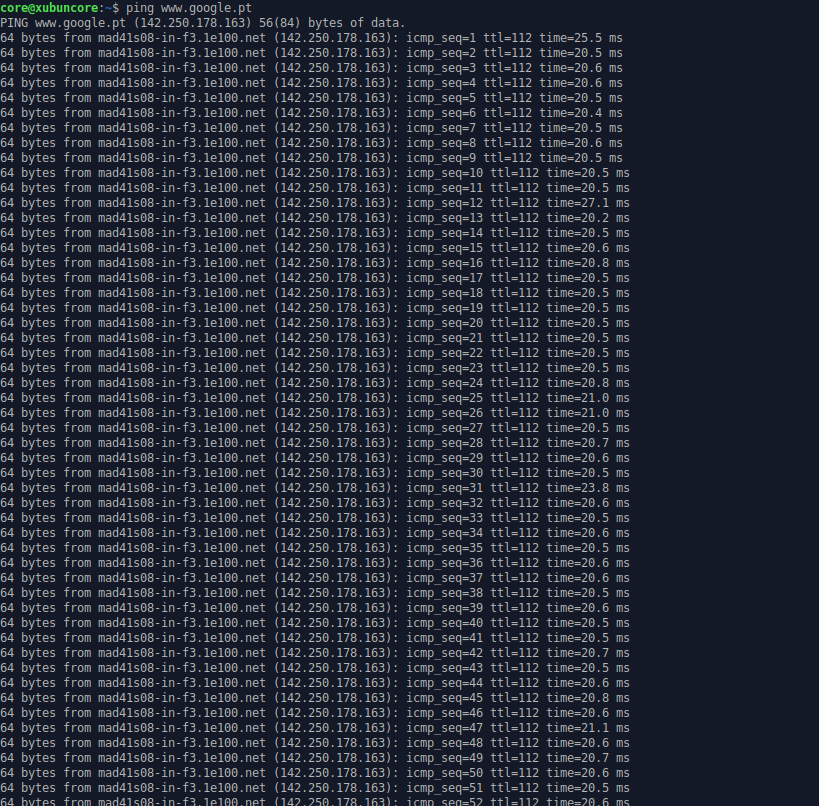 core@xubuncore:~$ ping www.google.pt
PING www.google.pt (142.250.178.163) 56(84) bytes of data.
64 bytes from mad41s08-in-f3.1e100.net (142.250.178.163): icmp_seq=1 ttl=112 time=25.5 ms
64 bytes from mad41s08-in-f3.1e100.net (142.250.178.163): icmp_seq=2 ttl=112 time=20.5 ms
64 bytes from mad41s08-in-f3.1e100.net (142.250.178.163): icmp_seq=3 ttl=112 time=20.6 ms
64 bytes from mad41s08-in-f3.1e100.net (142.250.178.163): icmp_seq=4 ttl=112 time=20.6 ms
64 bytes from mad41s08-in-f3.1e100.net (142.250.178.163): icmp_seq=5 ttl=112 time=20.5 ms
64 bytes from mad41s08-in-f3.1e100.net (142.250.178.163): icmp_seq=6 ttl=112 time=20.4 ms
64 bytes from mad41s08-in-f3.1e100.net (142.250.178.163): icmp_seq=7 ttl=112 time=20.5 ms
64 bytes from mad41s08-in-f3.1e100.net (142.250.178.163): icmp_seq=8 ttl=112 time=20.6 ms
64 bytes from mad41s08-in-f3.1e100.net (142.250.178.163): icmp_seq=9 ttl=112 time=20.5 ms
64 bytes from mad41s08-in-f3.1e100.net (142.250.178.163): icmp_seq=10 ttl=112 time=20.5 ms
64 bytes from mad41s08-in-f3.1e100.net (142.250.178.163): icmp_seq=11 ttl=112 time=20.5 ms
64 bytes from mad41s08-in-f3.1e100.net (142.250.178.163): icmp_seq=12 ttl=112 time=27.1 ms
64 bytes from mad41s08-in-f3.1e100.net (142.250.178.163): icmp_seq=13 ttl=112 time=20.2 ms
64 bytes from mad41s08-in-f3.1e100.net (142.250.178.163): icmp_seq=14 ttl=112 time=20.5 ms
64 bytes from mad41s08-in-f3.1e100.net (142.250.178.163): icmp_seq=15 ttl=112 time=20.6 ms
64 bytes from mad41s08-in-f3.1e100.net (142.250.178.163): icmp_seq=16 ttl=112 time=20.8 ms
64 bytes from mad41s08-in-f3.1e100.net (142.250.178.163): icmp_seq=17 ttl=112 time=20.5 ms
64 bytes from mad41s08-in-f3.1e100.net (142.250.178.163): icmp_seq=18 ttl=112 time=20.5 ms
64 bytes from mad41s08-in-f3.1e100.net (142.250.178.163): icmp_seq=19 ttl=112 time=20.5 ms
64 bytes from mad41s08-in-f3.1e100.net (142.250.178.163): icmp_seq=20 ttl=112 time=20.5 ms
64 bytes from mad41s08-in-f3.1e100.net (142.250.178.163): icmp_seq=21 ttl=112 time=20.5 ms
64 bytes from mad41s08-in-f3.1e100.net (142.250.178.163): icmp_seq=22 ttl=112 time=20.5 ms
64 bytes from mad41s08-in-f3.1e100.net (142.250.178.163): icmp_seq=23 ttl=112 time=20.5 ms
64 bytes from mad41s08-in-f3.1e100.net (142.250.178.163): icmp_seq=24 ttl=112 time=20.8 ms
64 bytes from mad41s08-in-f3.1e100.net (142.250.178.163): icmp_seq=25 ttl=112 time=21.0 ms
64 bytes from mad41s08-in-f3.1e100.net (142.250.178.163): icmp_seq=26 ttl=112 time=21.0 ms
64 bytes from mad41s08-in-f3.1e100.net (142.250.178.163): icmp_seq=27 ttl=112 time=20.5 ms
64 bytes from mad41s08-in-f3.1e100.net (142.250.178.163): icmp_seq=28 ttl=112 time=20.7 ms
64 bytes from mad41s08-in-f3.1e100.net (142.250.178.163): icmp_seq=29 ttl=112 time=20.6 ms
64 bytes from mad41s08-in-f3.1e100.net (142.250.178.163): icmp_seq=30 ttl=112 time=20.5 ms
64 bytes from mad41s08-in-f3.1e100.net (142.250.178.163): icmp_seq=31 ttl=112 time=23.8 ms
64 bytes from mad41s08-in-f3.1e100.net (142.250.178.163): icmp_seq=32 ttl=112 time=20.6 ms
64 bytes from mad41s08-in-f3.1e100.net (142.250.178.163): icmp_seq=33 ttl=112 time=20.5 ms
64 bytes from mad41s08-in-f3.1e100.net (142.250.178.163): icmp_seq=34 ttl=112 time=20.6 ms
64 bytes from mad41s08-in-f3.1e100.net (142.250.178.163): icmp_seq=35 ttl=112 time=20.5 ms
64 bytes from mad41s08-in-f3.1e100.net (142.250.178.163): icmp_seq=36 ttl=112 time=20.6 ms
64 bytes from mad41s08-in-f3.1e100.net (142.250.178.163): icmp_seq=37 ttl=112 time=20.6 ms
64 bytes from mad41s08-in-f3.1e100.net (142.250.178.163): icmp_seq=38 ttl=112 time=20.5 ms
64 bytes from mad41s08-in-f3.1e100.net (142.250.178.163): icmp_seq=39 ttl=112 time=20.6 ms
64 bytes from mad41s08-in-f3.1e100.net (142.250.178.163): icmp_seq=40 ttl=112 time=20.5 ms
64 bytes from mad41s08-in-f3.1e100.net (142.250.178.163): icmp_seq=41 ttl=112 time=20.5 ms
64 bytes from mad41s08-in-f3.1e100.net (142.250.178.163): icmp_seq=42 ttl=112 time=20.7 ms
64 bytes from mad41s08-in-f3.1e100.net (142.250.178.163): icmp_seq=43 ttl=112 time=20.5 ms
64 bytes from mad41s08-in-f3.1e100.net (142.250.178.163): icmp_seq=44 ttl=112 time=20.6 ms
64 bytes from mad41s08-in-f3.1e100.net (142.250.178.163): icmp_seq=45 ttl=112 time=20.8 ms
64 bytes from mad41s08-in-f3.1e100.net (142.250.178.163): icmp_seq=46 ttl=112 time=20.6 ms
64 bytes from mad41s08-in-f3.1e100.net (142.250.178.163): icmp_seq=47 ttl=112 time=21.1 ms
64 bytes from mad41s08-in-f3.1e100.net (142.250.178.163): icmp_seq=48 ttl=112 time=20.6 ms
64 bytes from mad41s08-in-f3.1e100.net (142.250.178.163): icmp_seq=49 ttl=112 time=20.7 ms
64 bytes from mad41s08-in-f3.1e100.net (142.250.178.163): icmp_seq=50 ttl=112 time=20.6 ms
64 bytes from mad41s08-in-f3.1e100.net (142.250.178.163): icmp_seq=51 ttl=112 time=20.5 ms
64 bytes from mad41s08-in-f3.1e100.net (142.250.178.163): icmp_seq=52 ttl=112 time=20.6 ms